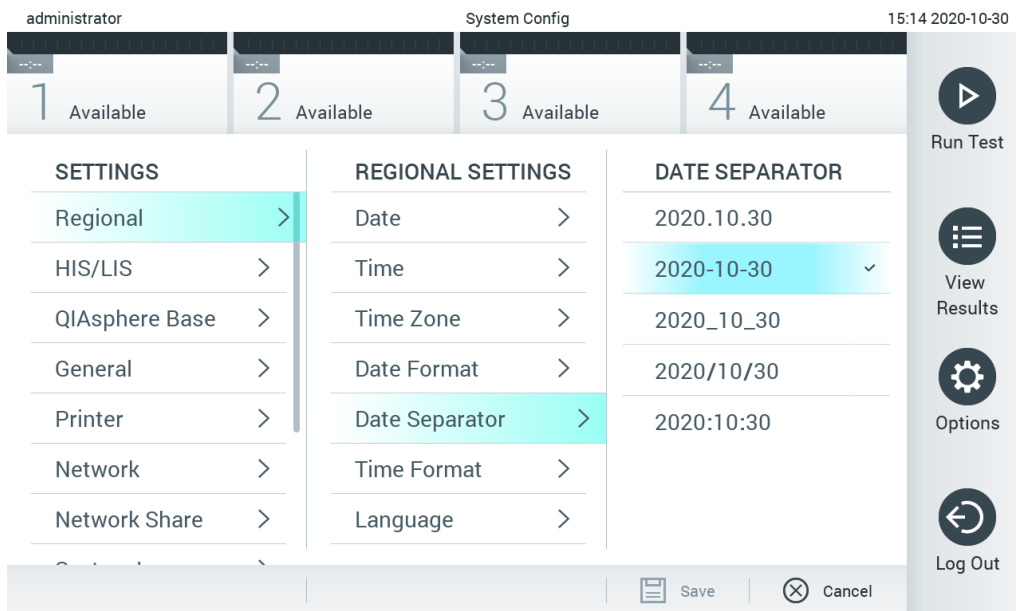 administrator System Config 15:14 2020-10-30
--:-- --:-- --:-- --:--
1 Available 2 Available 3 Available 4 Available
SETTINGS
Regional
HIS/LIS
QIAsphere Base
General
Printer
Network
Network Share
REGIONAL SETTINGS
Date
Time
Time Zone
Date Format
Date Separator
Time Format
Language
DATE SEPARATOR
2020.10.30
2020-10-30
2020_10_30
2020/10/30
2020:10:30
Run Test
View
Results
Options
Log Out
Save Cancel